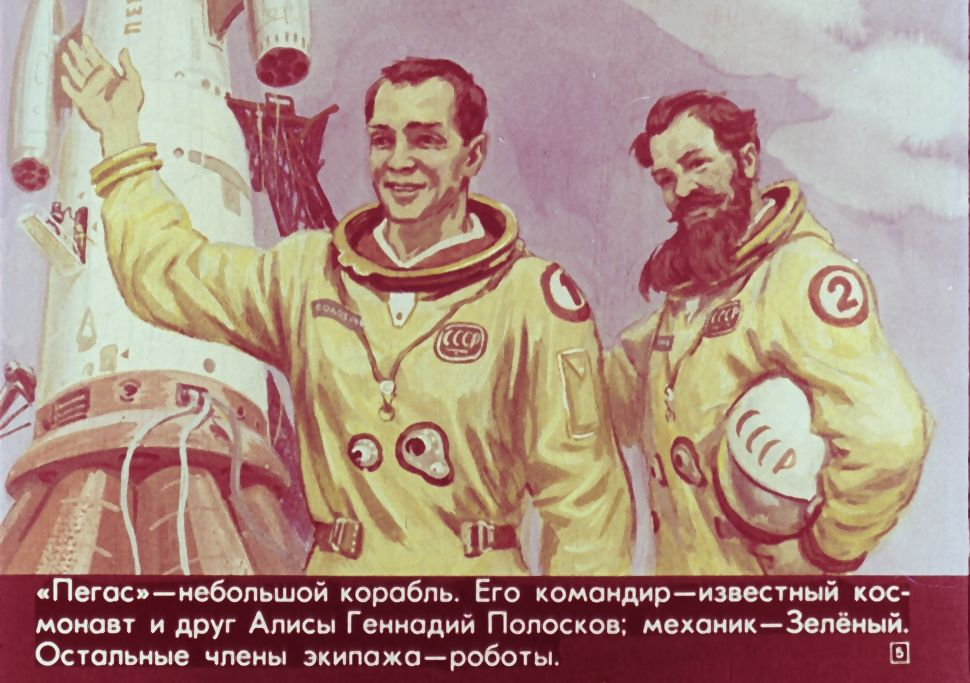 ПЕ
1
2
СССР
СССР
СССР
«Пегас»—небольшой корабль. Его командир—известный кос-
монавт и друг Алисы Геннадий Полосков; механик—Зелёный.
Остальные члены экипажа—роботы.
5